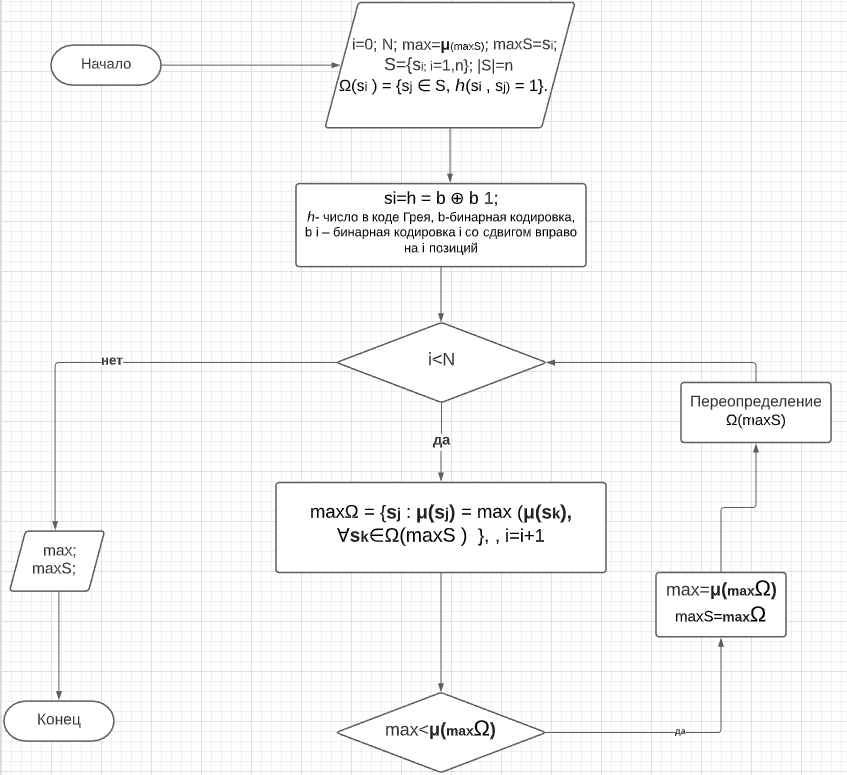 Начало
i=0; N; max=μ(maxS); maxS=si;
S={si; i=1,n}; |S|=n
Ω(si ) = {sj ∈ S, h(si , sj) = 1}.
si=h = b ⊕ b 1;
h- число в коде Грея, b-бинарная кодировка,
b i – бинарная кодировка i со сдвигом вправо
на i позиций
i<N
нет
да
Переопределение
Ω(maxS)
maxΩ = {sj : μ(sj) = max (μ(sk),
∀sk∈Ω(maxS ) }, , i=i+1
max;
maxS;
max=μ(maxΩ)
maxS=maxΩ
Конец
max<μ(maxΩ)
да